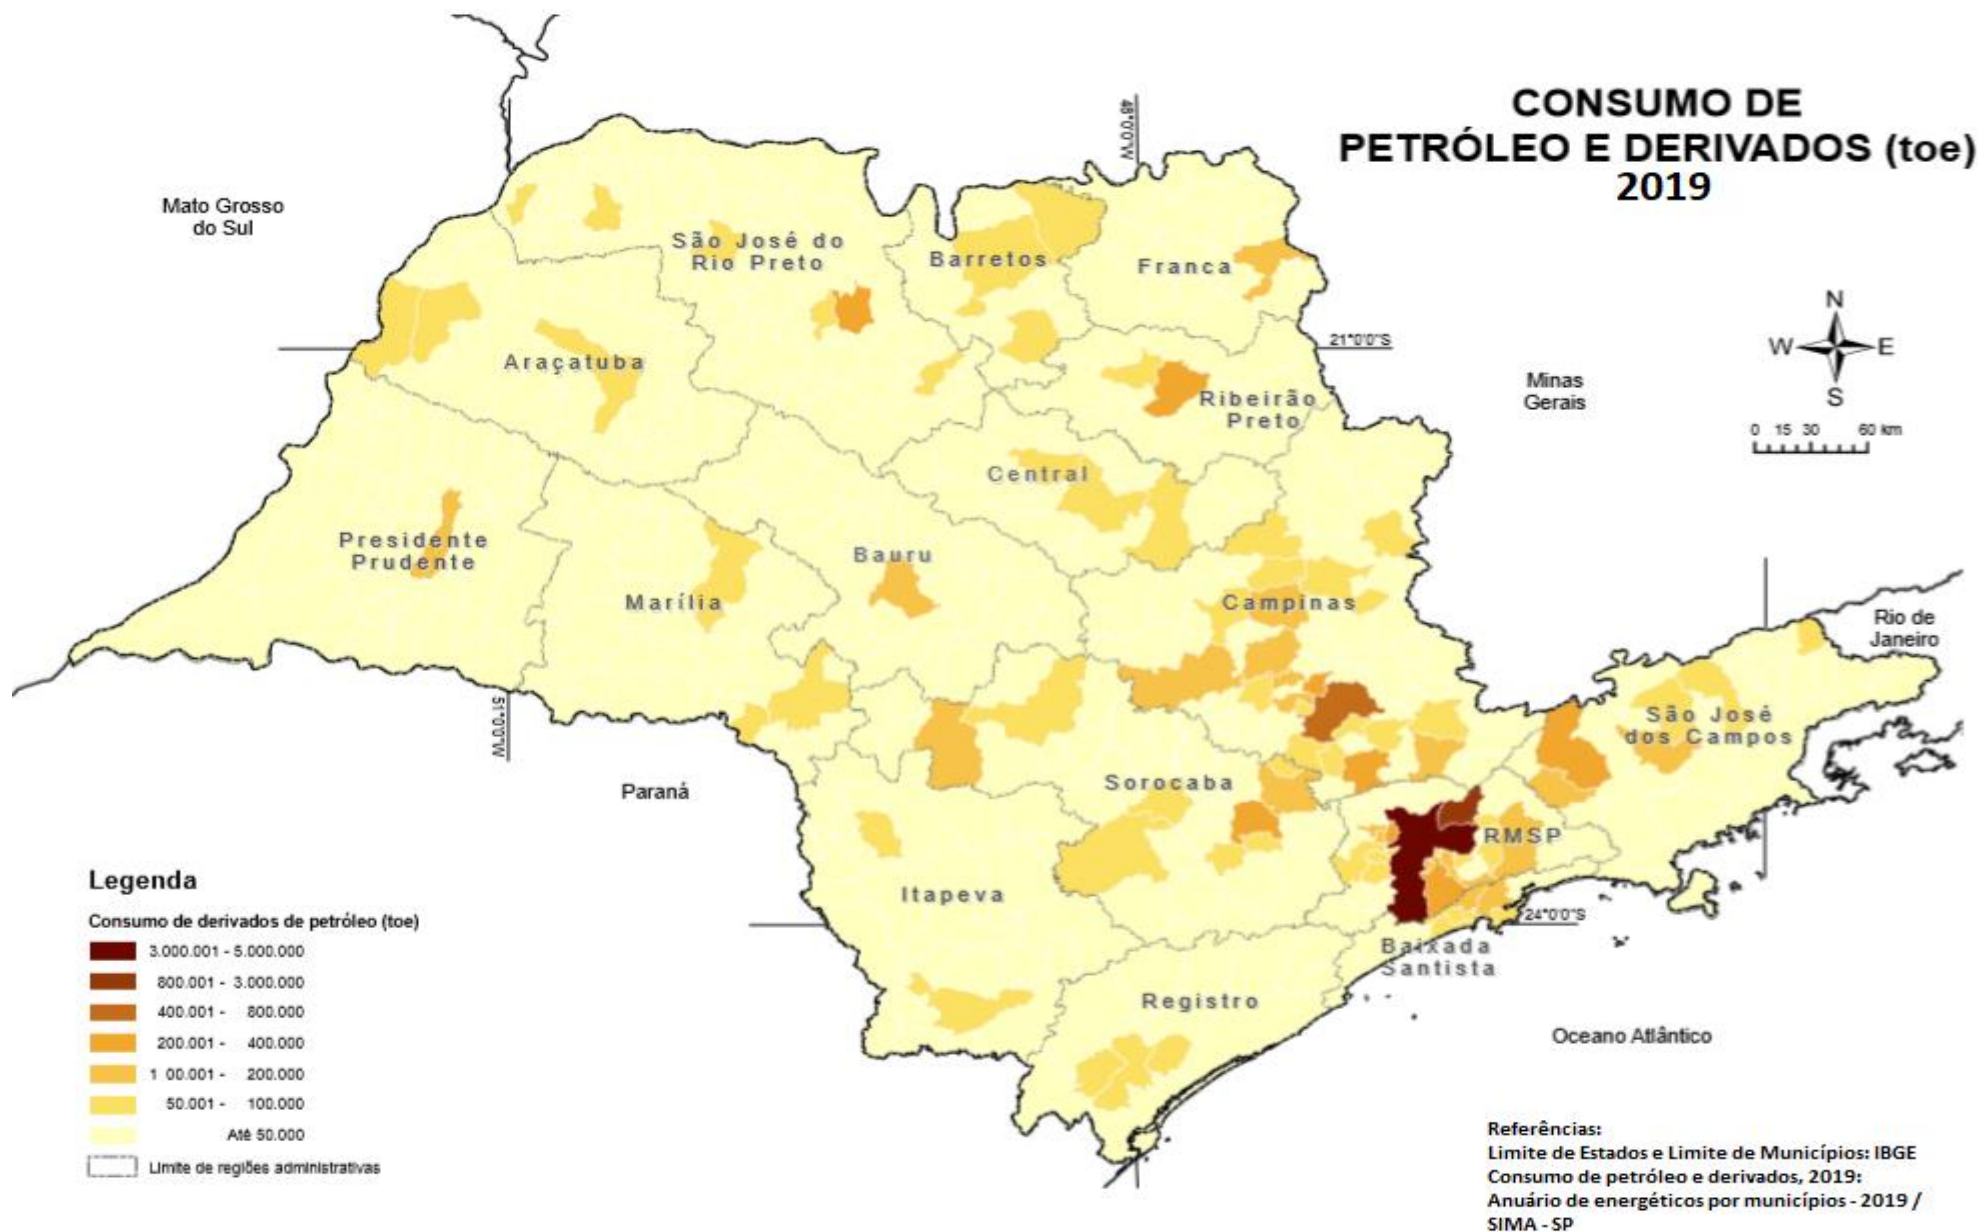 CONSUMO DE
PETRÓLEO E DERIVADOS (toe)
2019
Mato Grosso
do Sul
48°0'0"W
São José do
Rio Preto
Barretos
Franca
21°0'0"S
N
W
E
S
0 15 30 60 km
Araçatuba
Ribeirão
Preto
Minas
Gerais
Central
Presidente
Prudente
Bauru
Marília
Campinas
Rio de
Janeiro
51°0'0"W
São José
dos Campos
Paraná
Sorocaba
RMSP
Itapeva
24°0'0"S
Baixada
Santista
Registro
Oceano Atlântico
Legenda
Consumo de derivados de petróleo (toe)
3.000.001 - 5.000.000
800.001 - 3.000.000
400.001 - 800.000
200.001 - 400.000
1 00.001 - 200.000
50.001 - 100.000
Até 50.000
Limite de regiões administrativas
Referências:
Limite de Estados e Limite de Municípios: IBGE
Consumo de petróleo e derivados, 2019:
Anuário de energéticos por municípios - 2019 /
SIMA - SP